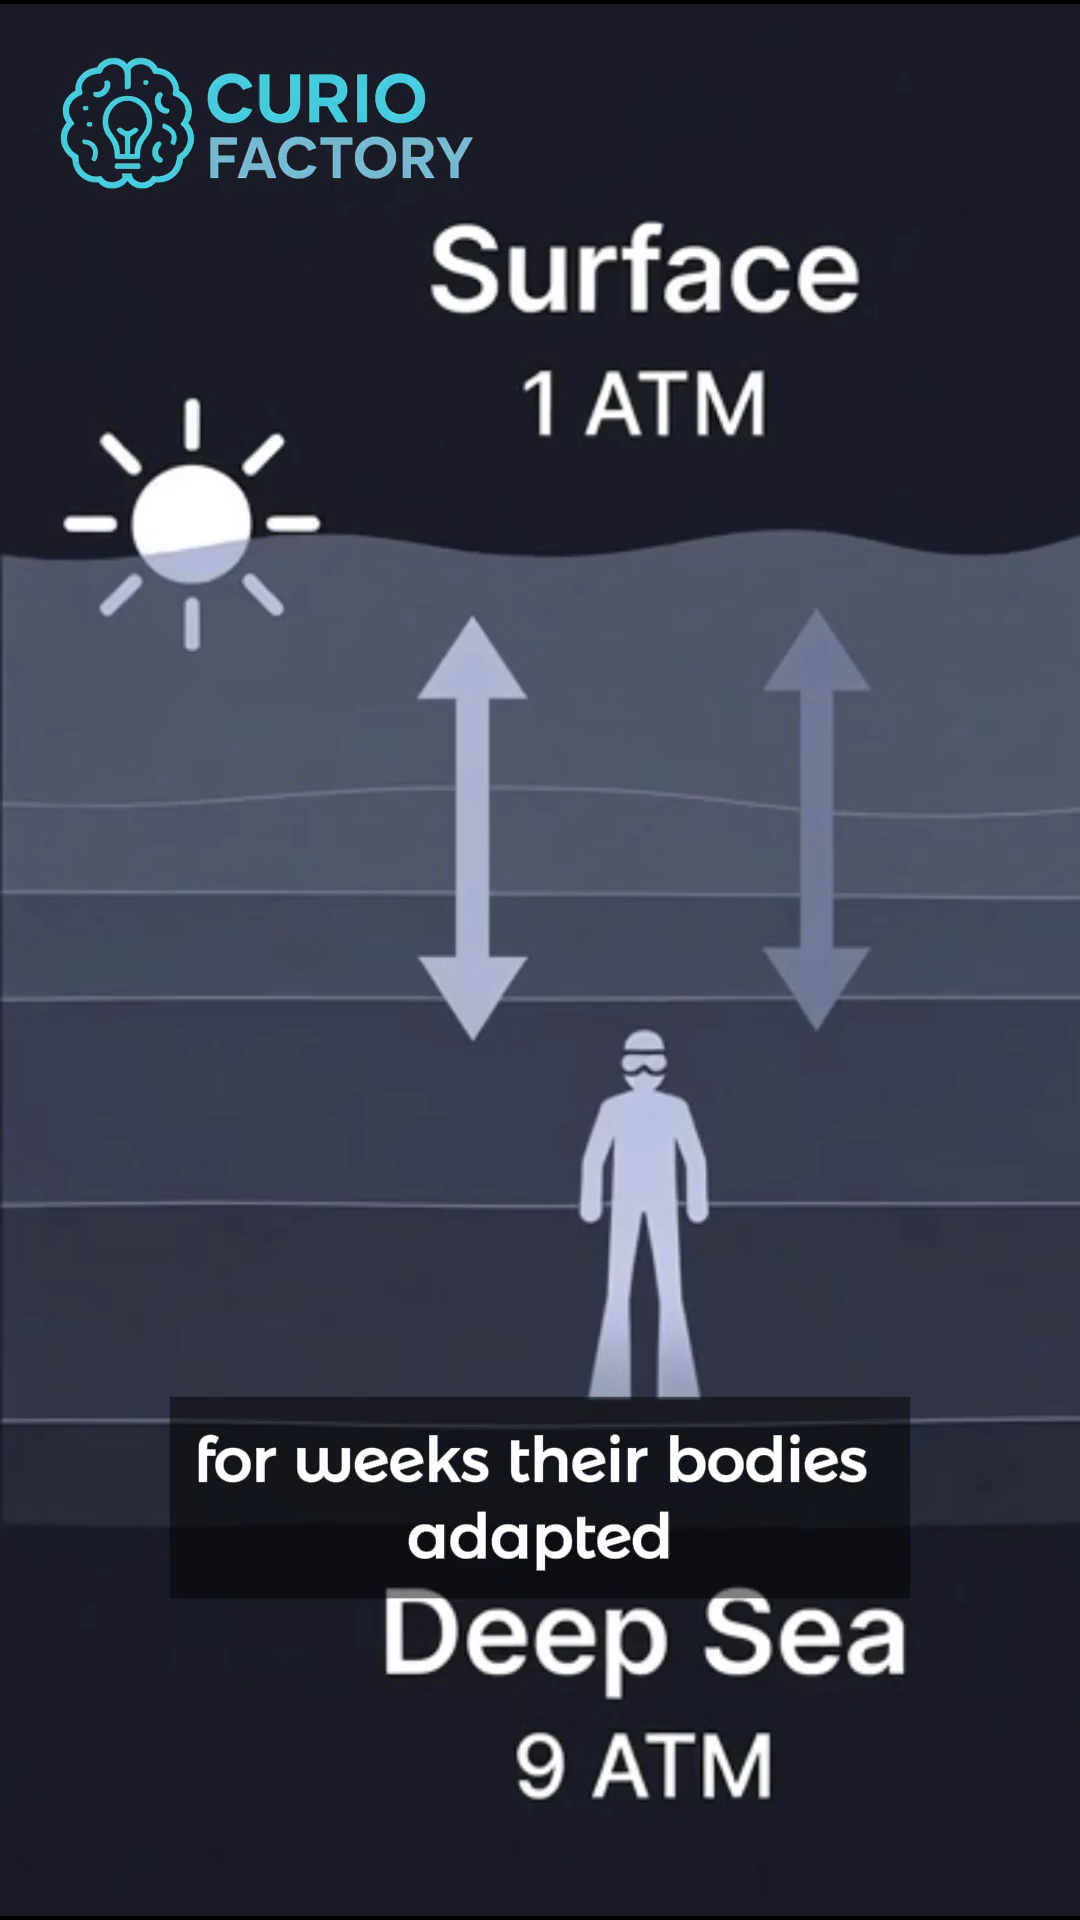 CURIO
FACTORY
Surface
1 ATM
for weeks their bodies
adapted
Deep Sea
9 ATM